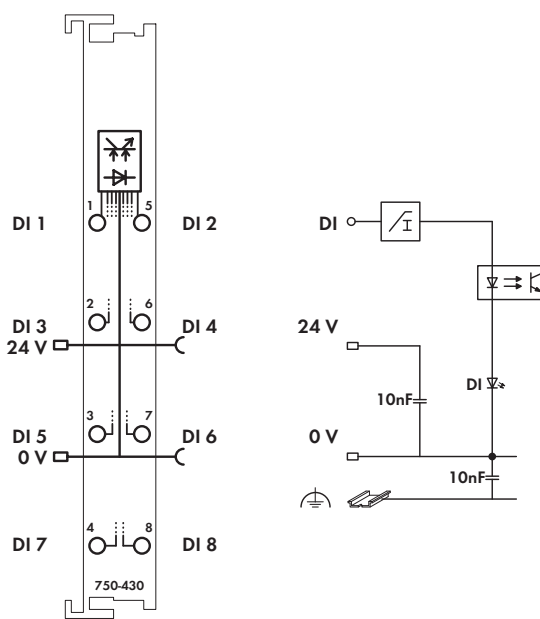 1 5
DI 1 DI 2
2 6
DI 3 DI 4
24 V
3 7
DI 5 DI 6
0 V
4 8
DI 7 DI 8
750-430
DI
I
24 V
DI
10nF
0 V
10nF